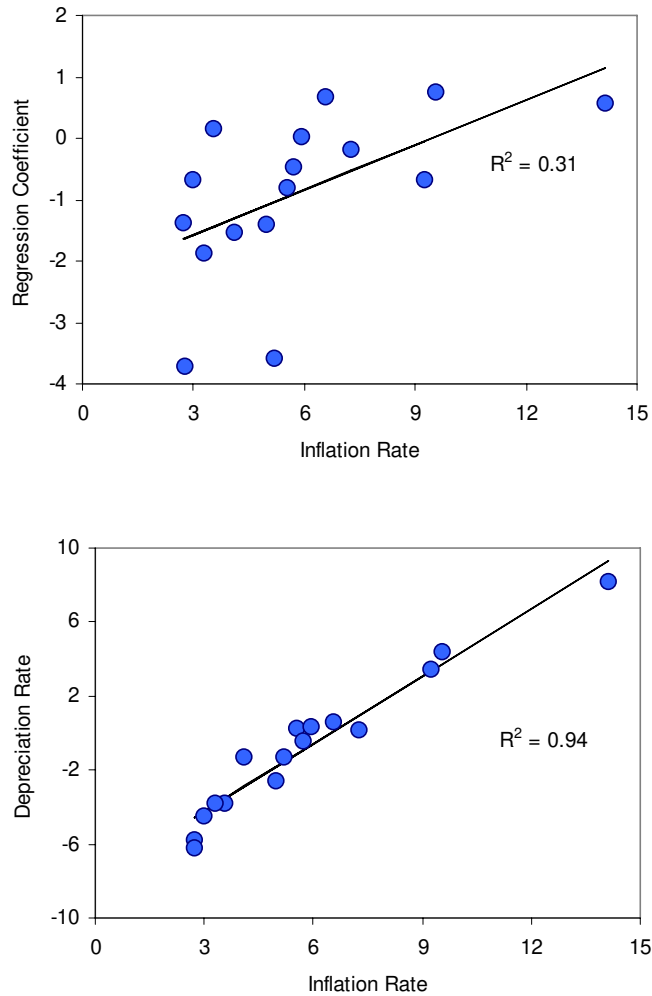 2
1
0
-1
-2
-3
-4
Regression Coefficient
R² = 0.31
0 3 6 9 12 15
Inflation Rate
10
6
2
-2
-6
-10
Depreciation Rate
R² = 0.94
0 3 6 9 12 15
Inflation Rate